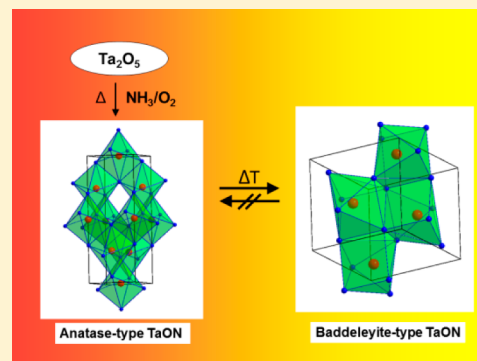 Ta₂O₅
Δ NH₃/O₂
ΔT
Anatase-type TaON
Baddeleyite-type TaON